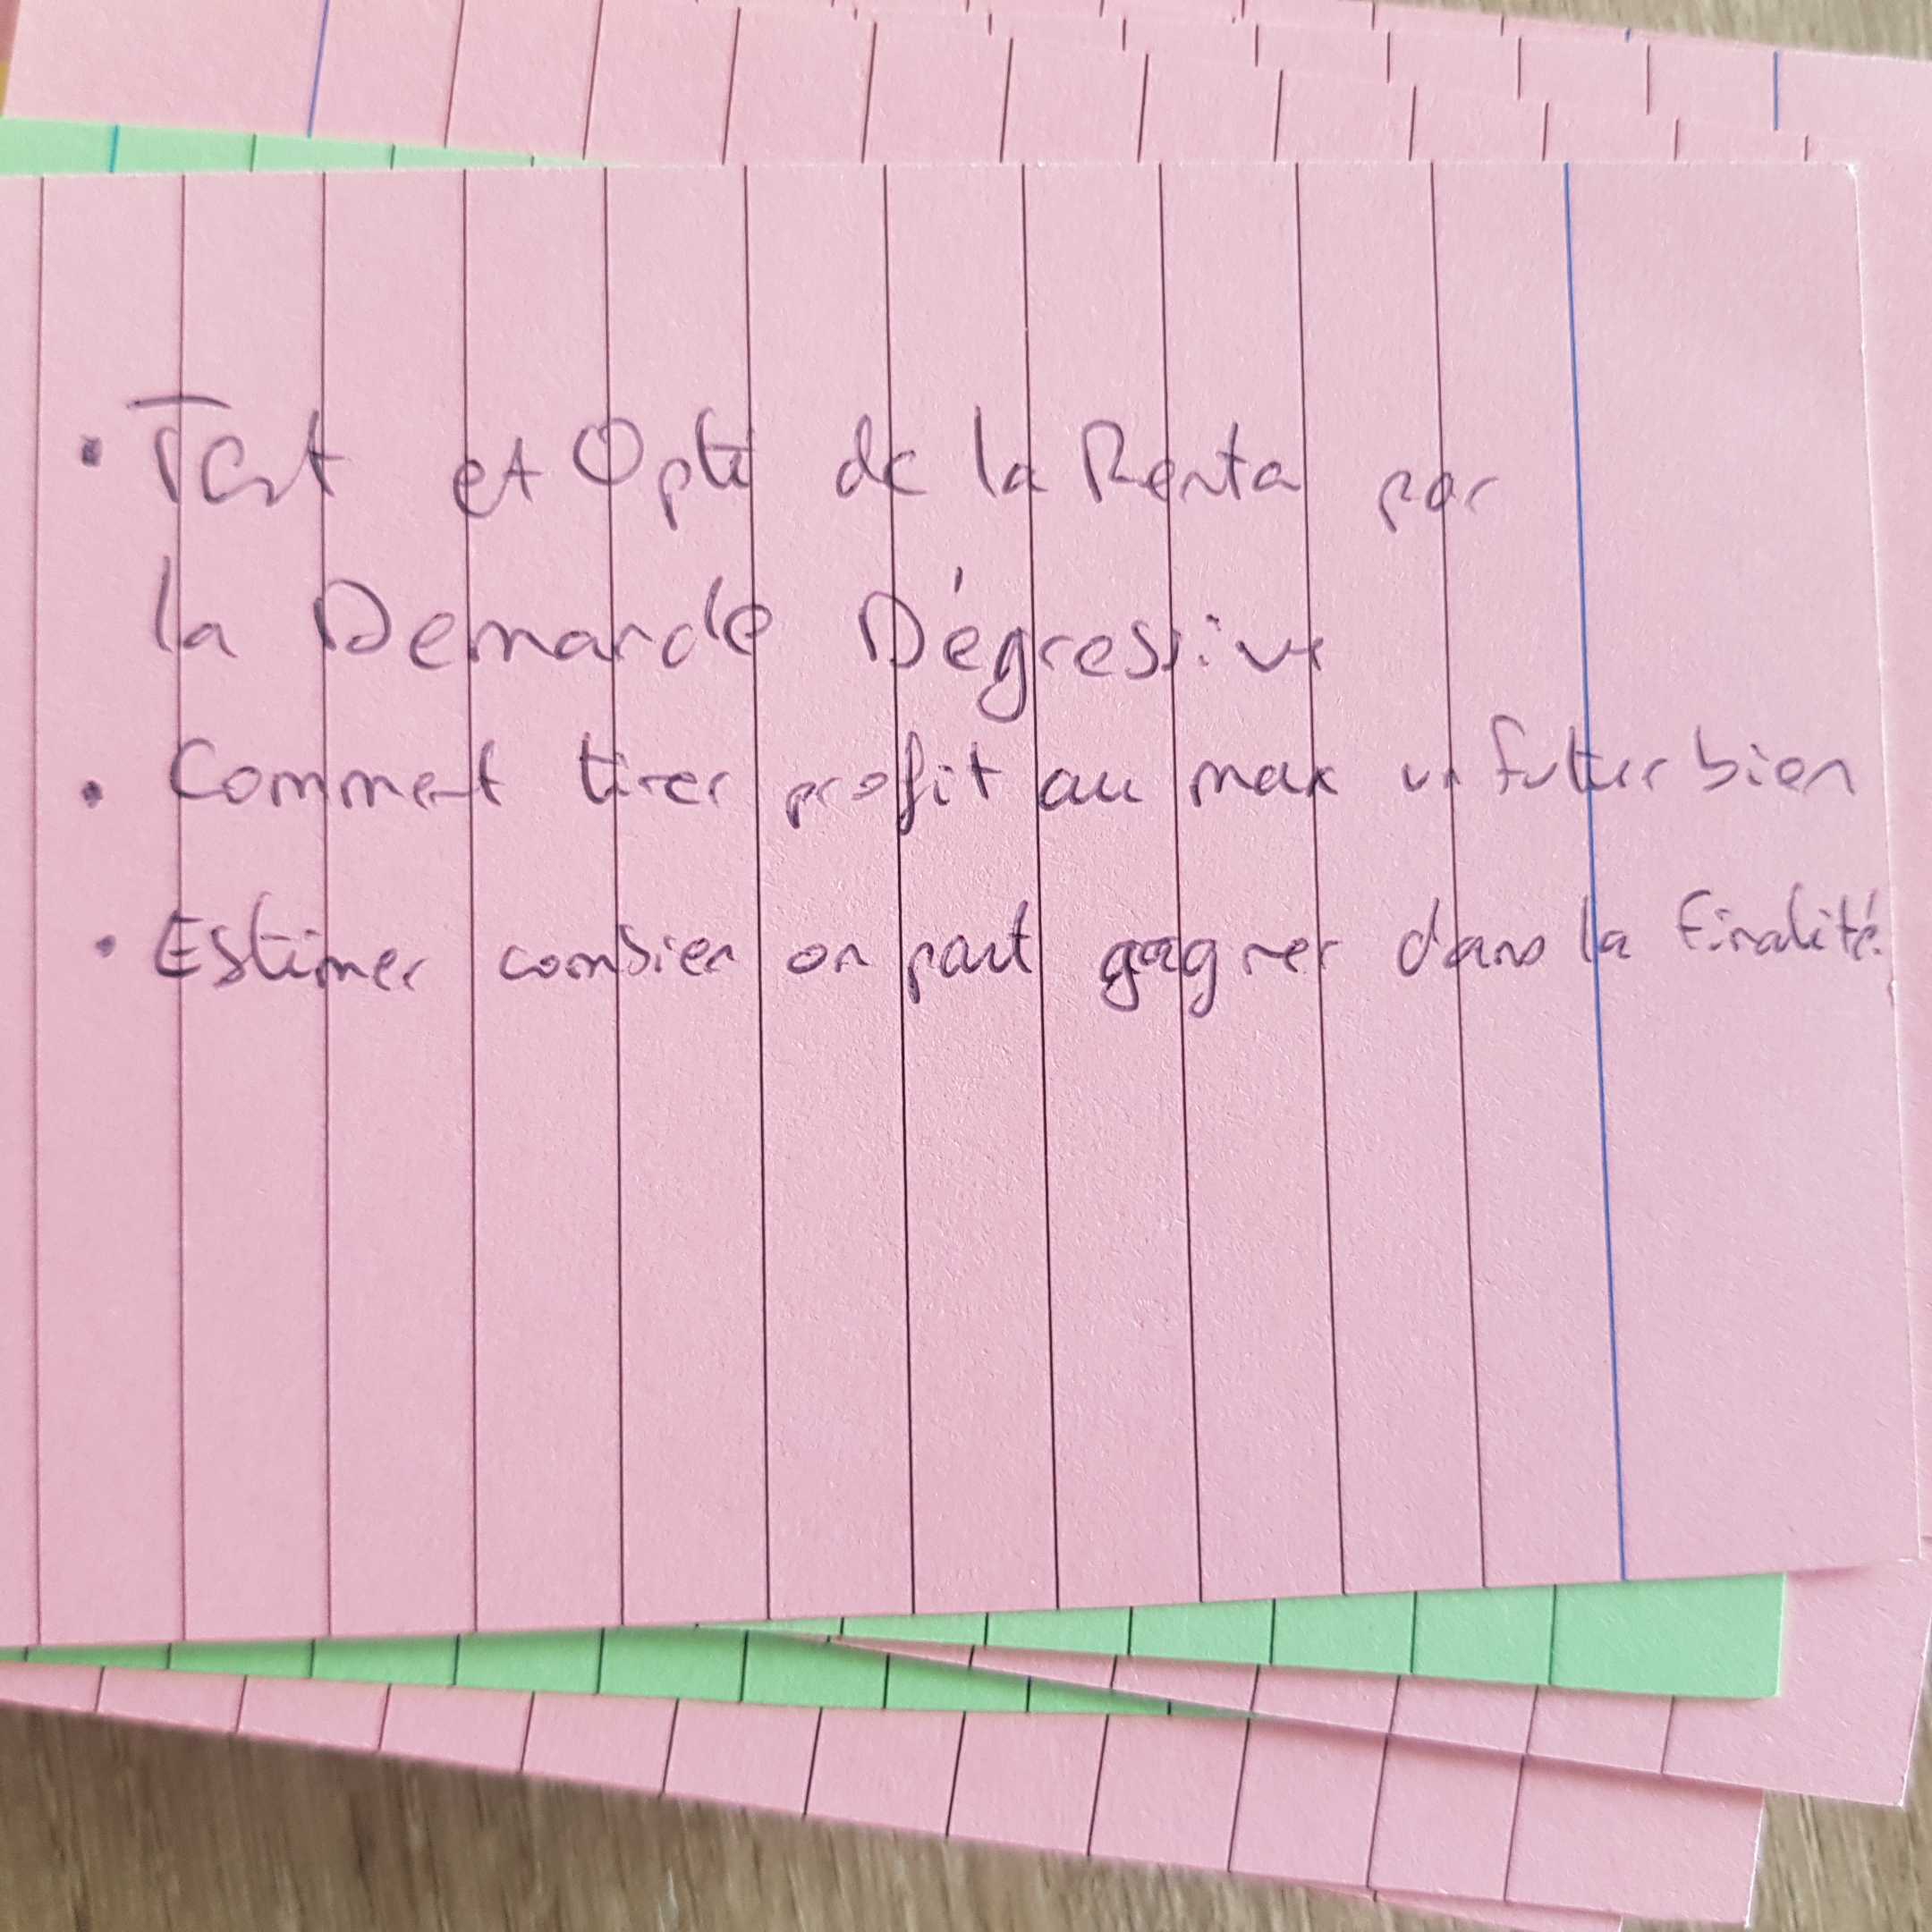 • Test et Opti de la Renta par
la Demande Dégressive
• Comment tirer profit au max un futur bien
• Estimer combien on peut gagner dans la finalité.